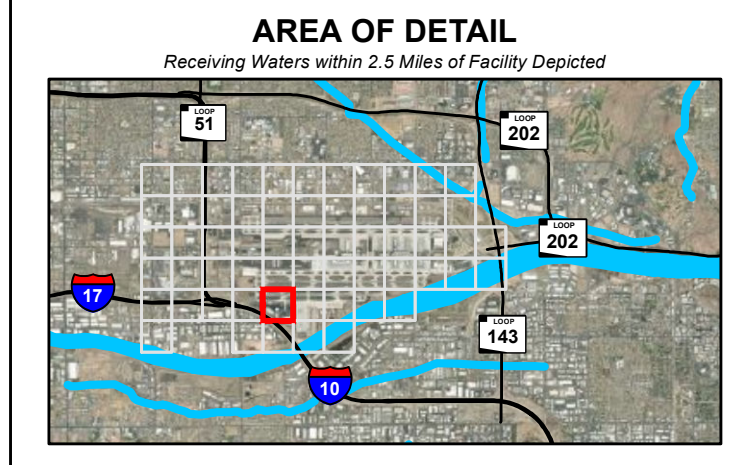 AREA OF DETAIL
Receiving Waters within 2.5 Miles of Facility Depicted
LOOP
51
LOOP
202
LOOP
202
17
LOOP
143
10